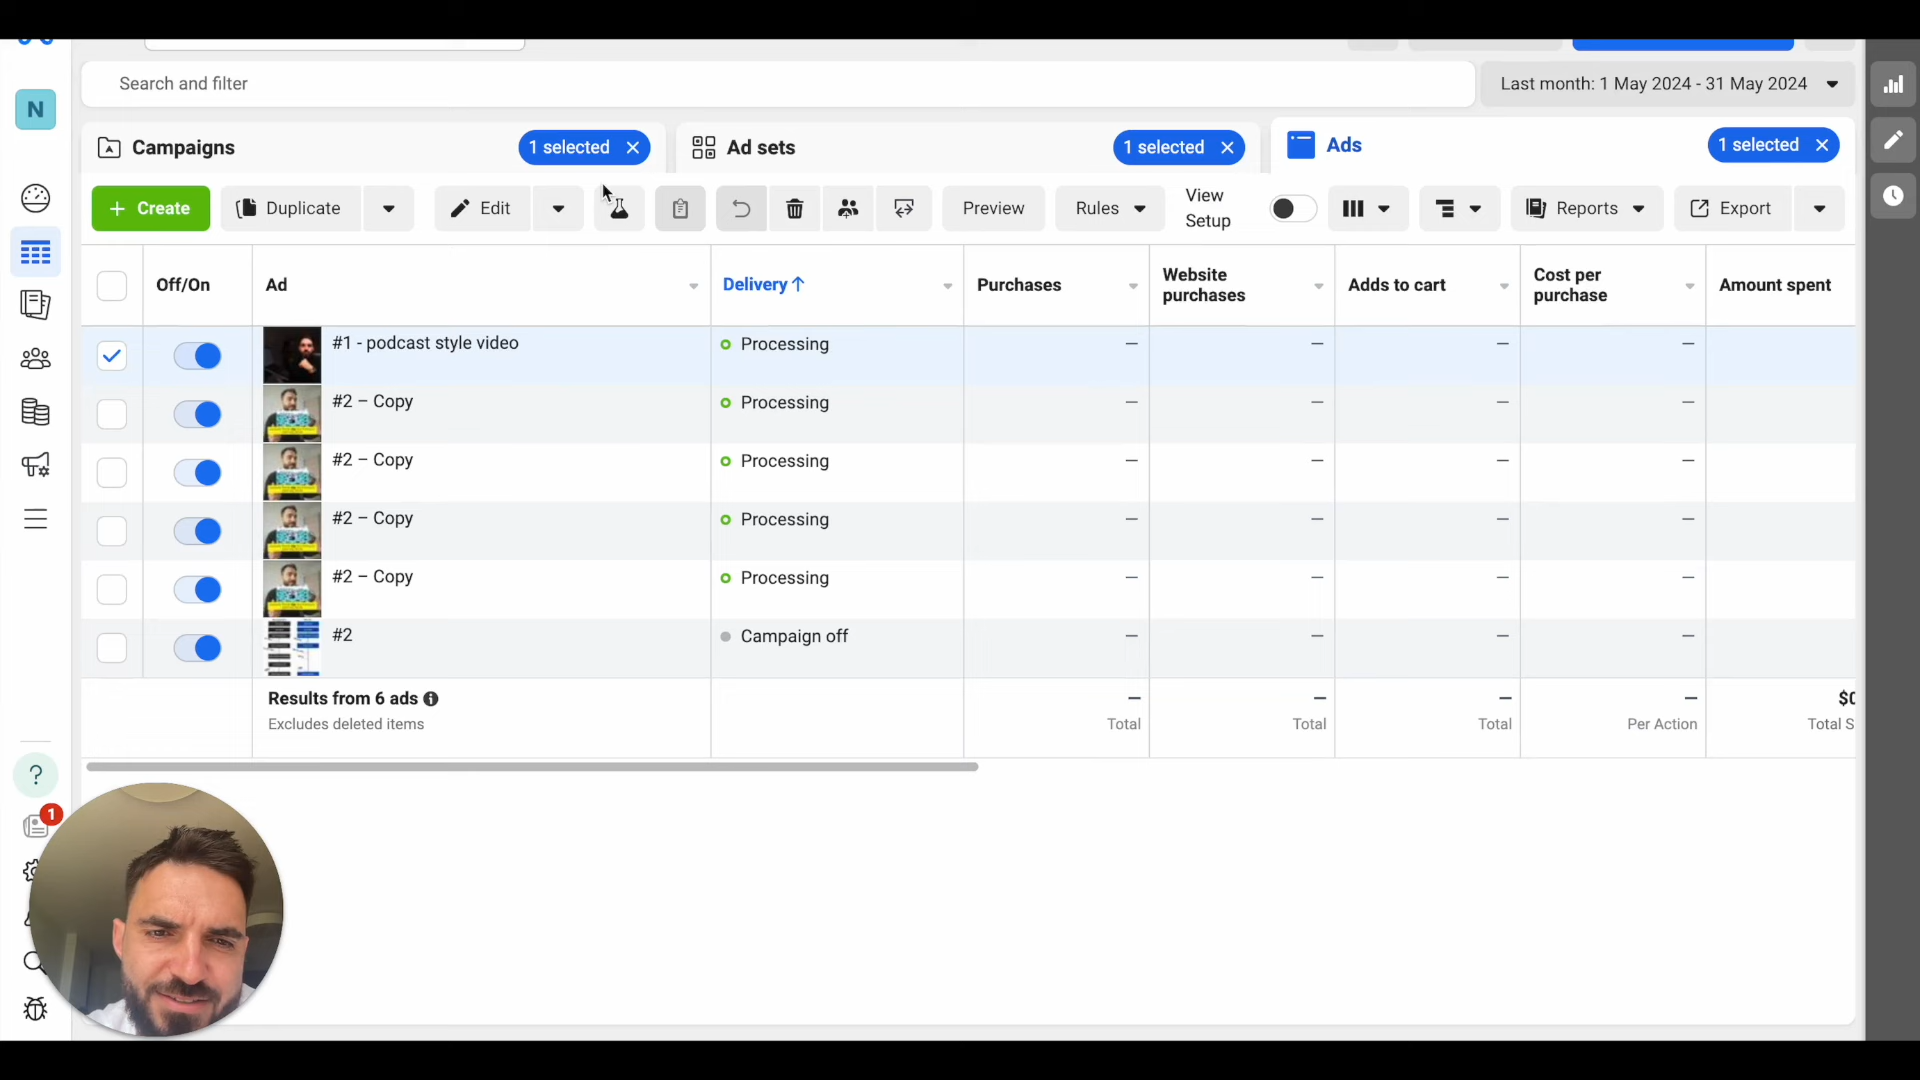 Search and filter
Last month: 1 May 2024 - 31 May 2024
N
Campaigns
1 selected
Ad sets
1 selected
Ads
1 selected
Create
Duplicate
Edit
Preview
Rules
View
Setup
Reports
Export
Off/On
Ad
Delivery
Purchases
Website
purchases
Adds to cart
Cost per
purchase
Amount spent
#1 - podcast style video
Processing
—
—
—
—
#2 – Copy
Processing
—
—
—
—
#2 – Copy
Processing
—
—
—
—
#2 – Copy
Processing
—
—
—
—
#2 – Copy
Processing
—
—
—
—
#2
Campaign off
—
—
—
—
Results from 6 ads
—
—
—
—
Excludes deleted items
Total
Total
Total
Per Action
Total S
?
1